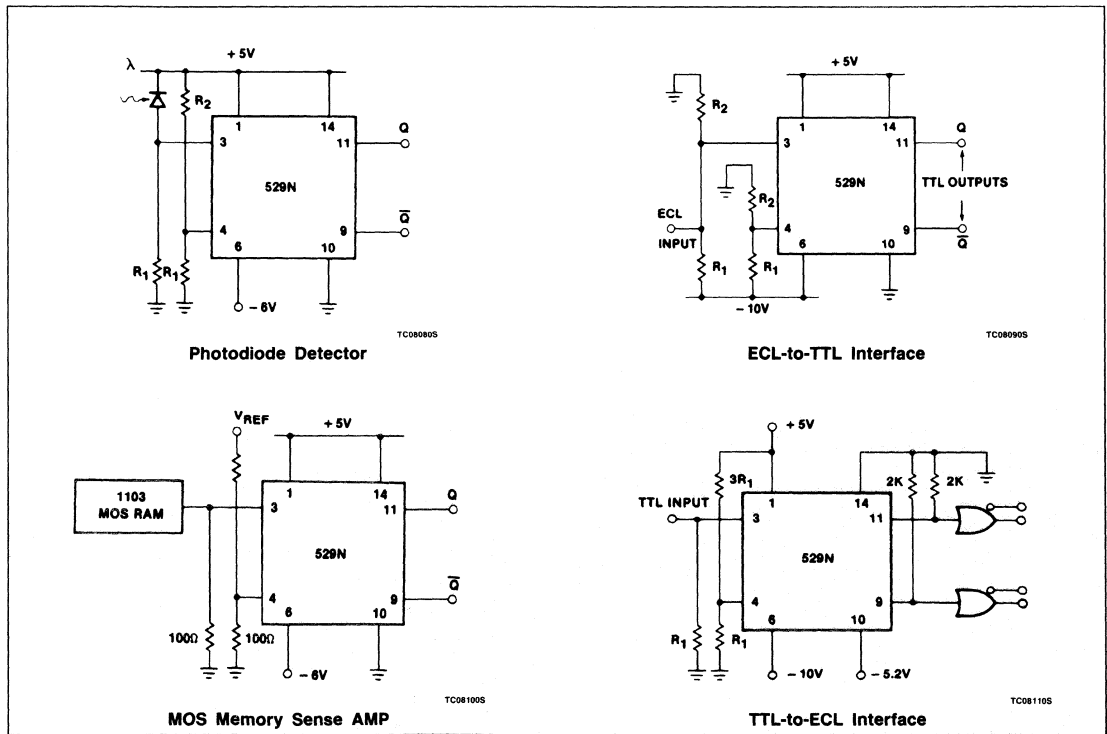 + 5V
λ
R2
1
14
3
11
Q
529N
4
9
Q̅
6
10
R1
R1
– 6V
TC08080S
Photodiode Detector
+ 5V
R2
1
14
3
11
Q
529N
TTL OUTPUTS
R2
ECL
INPUT
4
9
Q̅
6
10
R1
R1
– 10V
TC08090S
ECL-to-TTL Interface
VREF
+ 5V
1103
MOS RAM
1
14
3
11
Q
529N
4
9
Q̅
6
10
100Ω
100Ω
– 6V
TC08100S
MOS Memory Sense AMP
+ 5V
3R1
2K
2K
1
14
TTL INPUT
3
11
529N
4
9
6
10
R1
R1
– 10V
– 5.2V
TC08110S
TTL-to-ECL Interface